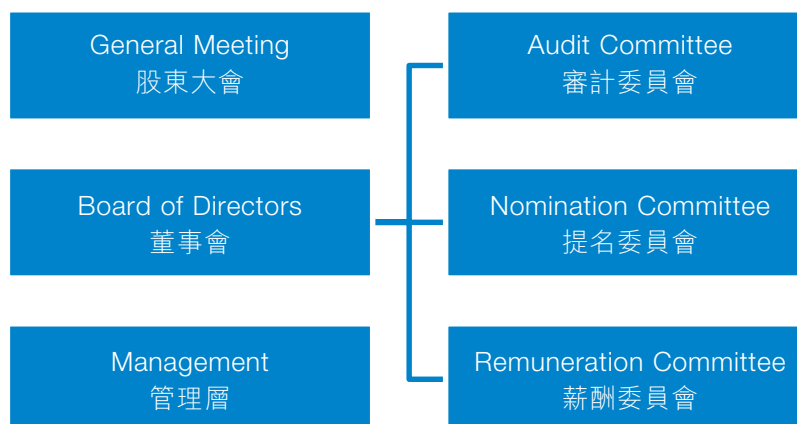 General Meeting
股東大會
Audit Committee
審計委員會
Board of Directors
董事會
Nomination Committee
提名委員會
Management
管理層
Remuneration Committee
薪酬委員會